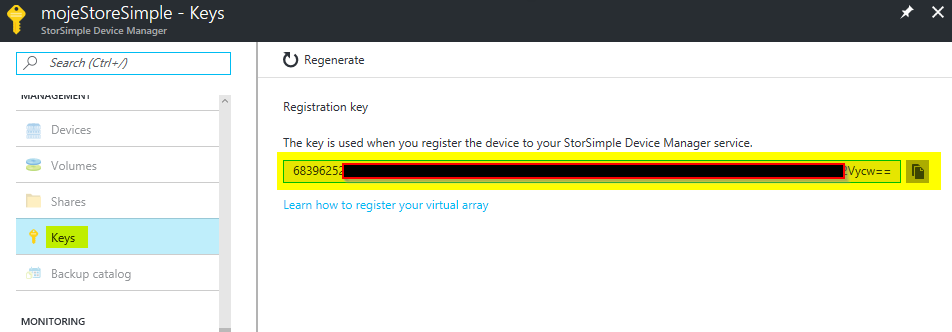 mojeStoreSimple - Keys
StorSimple Device Manager
Search (Ctrl+/)
MANAGEMENT
Devices
Volumes
Shares
Keys
Backup catalog
MONITORING
Regenerate
Registration key
The key is used when you register the device to your StorSimple Device Manager service.
68396252 Vycw==
Learn how to register your virtual array